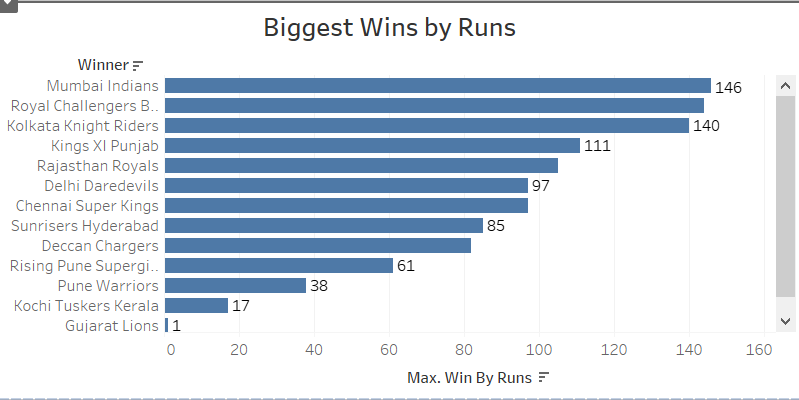 Biggest Wins by Runs
Winner
Mumbai Indians 146
Royal Challengers B..
Kolkata Knight Riders 140
Kings XI Punjab 111
Rajasthan Royals
Delhi Daredevils 97
Chennai Super Kings
Sunrisers Hyderabad 85
Deccan Chargers
Rising Pune Supergi.. 61
Pune Warriors 38
Kochi Tuskers Kerala 17
Gujarat Lions 1
0 20 40 60 80 100 120 140 160
Max. Win By Runs